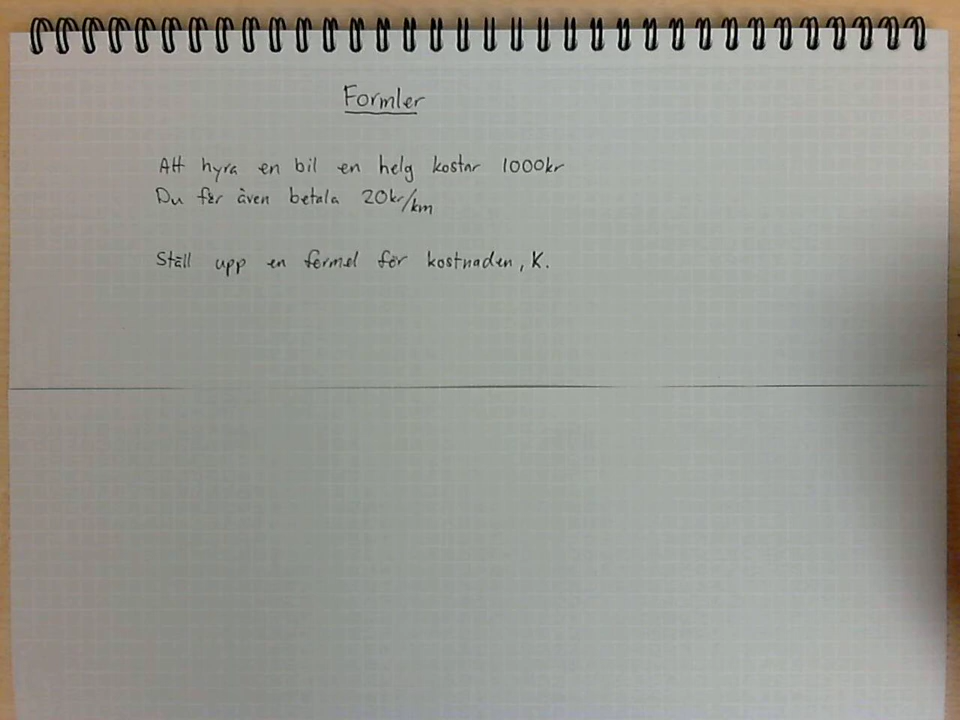 Formler
Att hyra en bil en helg kostar 1000kr
Du får även betala 20kr/km
Ställ upp en formel för kostnaden, K.